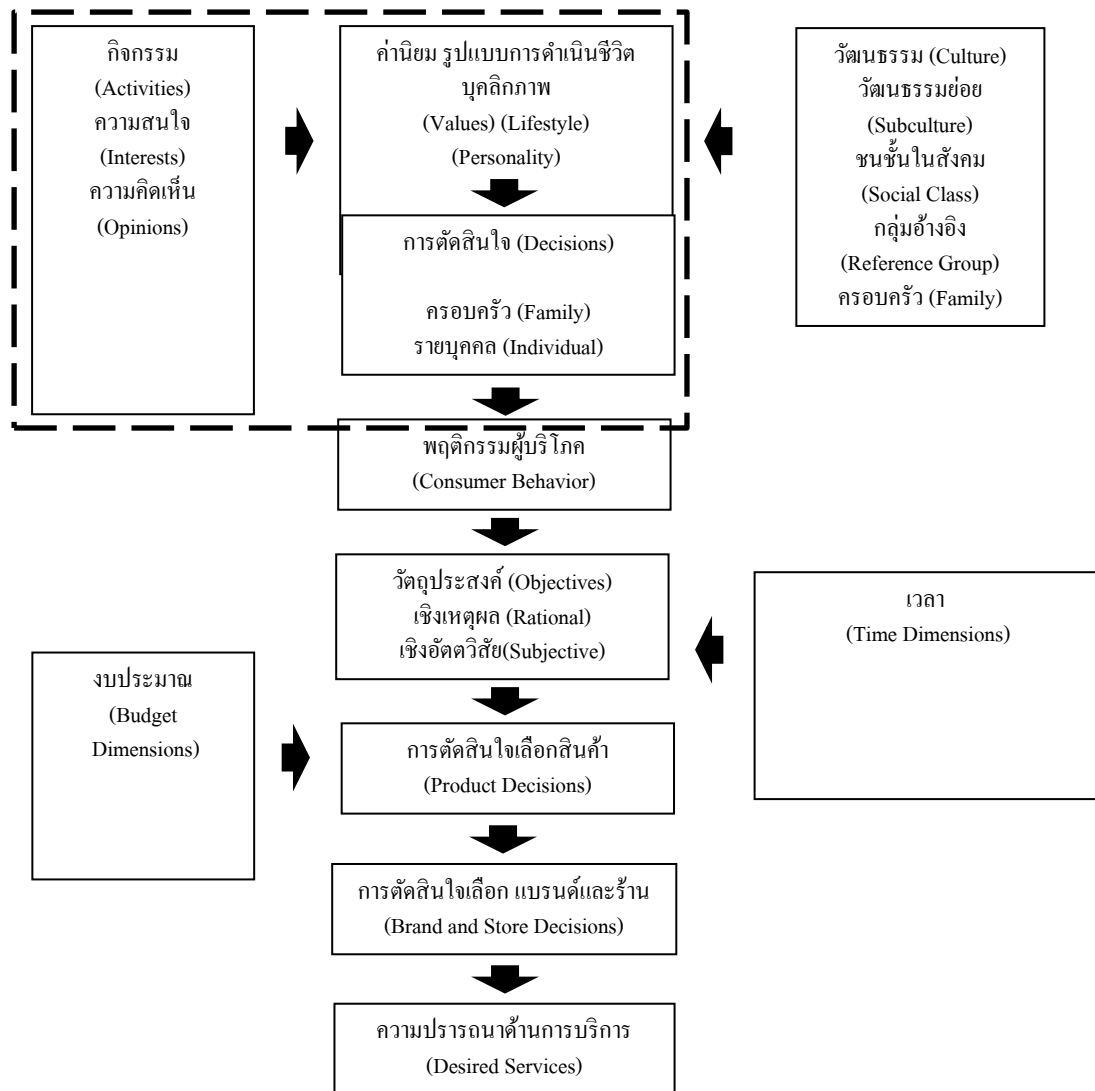 กิจกรรม
(Activities)
ความสนใจ
(Interests)
ความคิดเห็น
(Opinions)
ค่านิยม รูปแบบการดำเนินชีวิต
บุคลิกภาพ
(Values) (Lifestyle)
(Personality)
วัฒนธรรม (Culture)
วัฒนธรรมย่อย
(Subculture)
ชนชั้นในสังคม
(Social Class)
กลุ่มอ้างอิง
(Reference Group)
ครอบครัว (Family)
การตัดสินใจ (Decisions)
ครอบครัว (Family)
รายบุคคล (Individual)
พฤติกรรมผู้บริโภค
(Consumer Behavior)
วัตถุประสงค์ (Objectives)
เชิงเหตุผล (Rational)
เชิงอัตตวิสัย(Subjective)
เวลา
(Time Dimensions)
งบประมาณ
(Budget
Dimensions)
การตัดสินใจเลือกสินค้า
(Product Decisions)
การตัดสินใจเลือก แบรนด์และร้าน
(Brand and Store Decisions)
ความปรารถนาด้านการบริการ
(Desired Services)